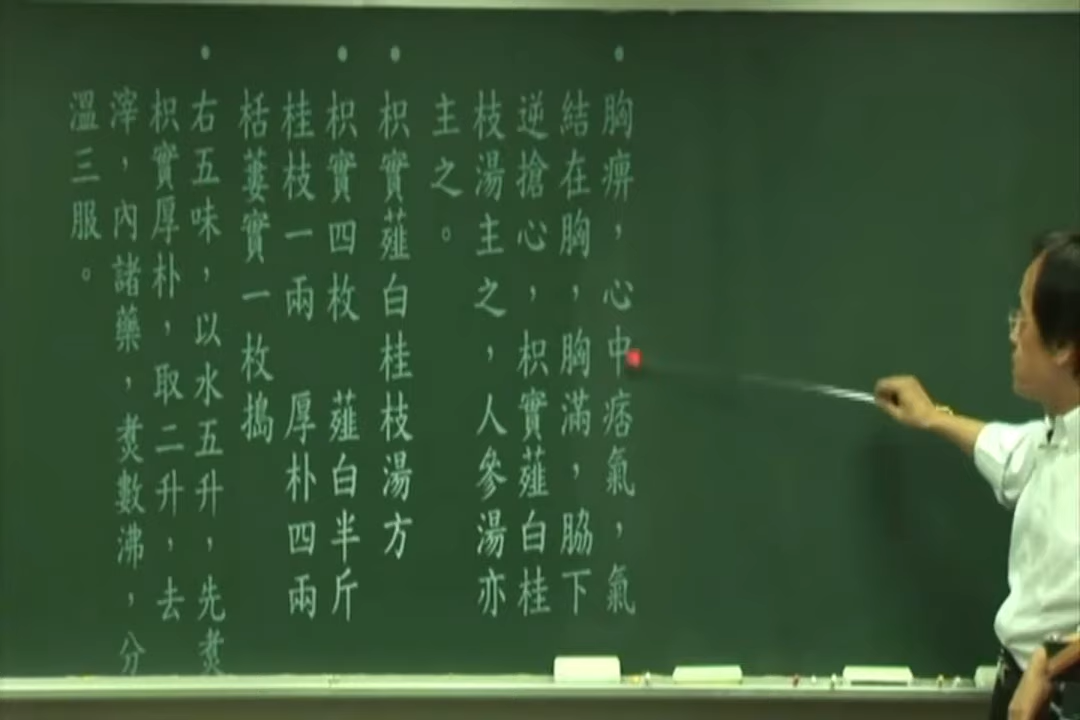 • 胸痹，心中痞氣，氣
結在胸，胸滿，脇下
逆搶心，枳實薤白桂
枝湯主之，人參湯亦
主之。
• 枳實薤白桂枝湯方
• 枳實四枚　薤白半斤
桂枝一兩　厚朴四兩
栝蔞實一枚搗
• 右五味，以水五升，先煮
枳實厚朴，取二升，去
滓，內諸藥，煮數沸，分
溫三服。